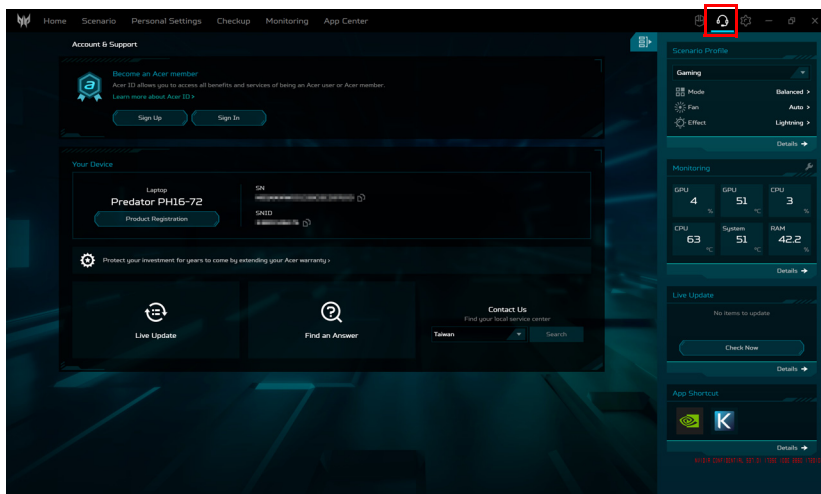 Home Scenario Personal Settings Checkup Monitoring App Center
Account & Support
Become an Acer member
Acer ID allows you to access all benefits and services of being an Acer user or Acer member.
Learn more about Acer ID >
Sign Up Sign In
Your Device
Laptop
Predator PH16-72
Product Registration
SN
SNID
Protect your investment for years to come by extending your Acer warranty ›
Live Update
Find an Answer
Contact Us
Find your local service center
Taiwan Search
Scenario Profile
Gaming
Mode Balanced >
Fan Auto >
Effect Lightning >
Details
Monitoring
GPU 4 %
GPU 51 °C
CPU 3 %
CPU 63 °C
System 51 °C
RAM 42.2 %
Details
Live Update
No items to update
Check Now
Details
App Shortcut
K
Details